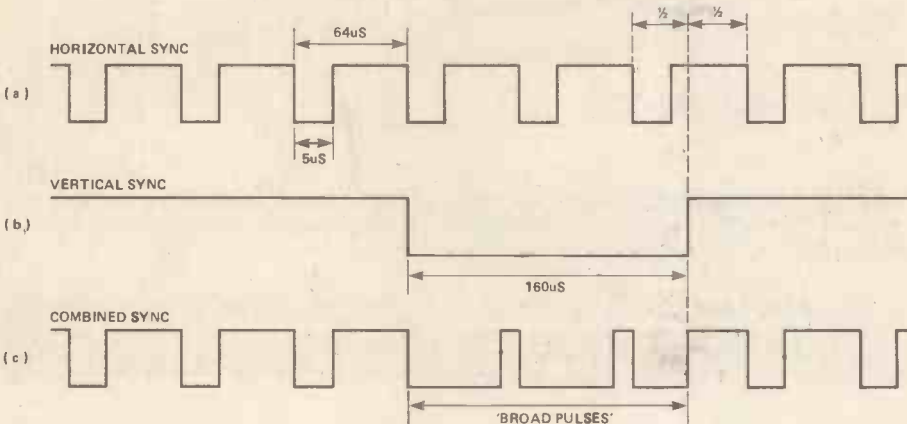 ½ ½
64uS
HORIZONTAL SYNC
(a)
5uS
VERTICAL SYNC
(b)
160uS
COMBINED SYNC
(c)
'BROAD PULSES'